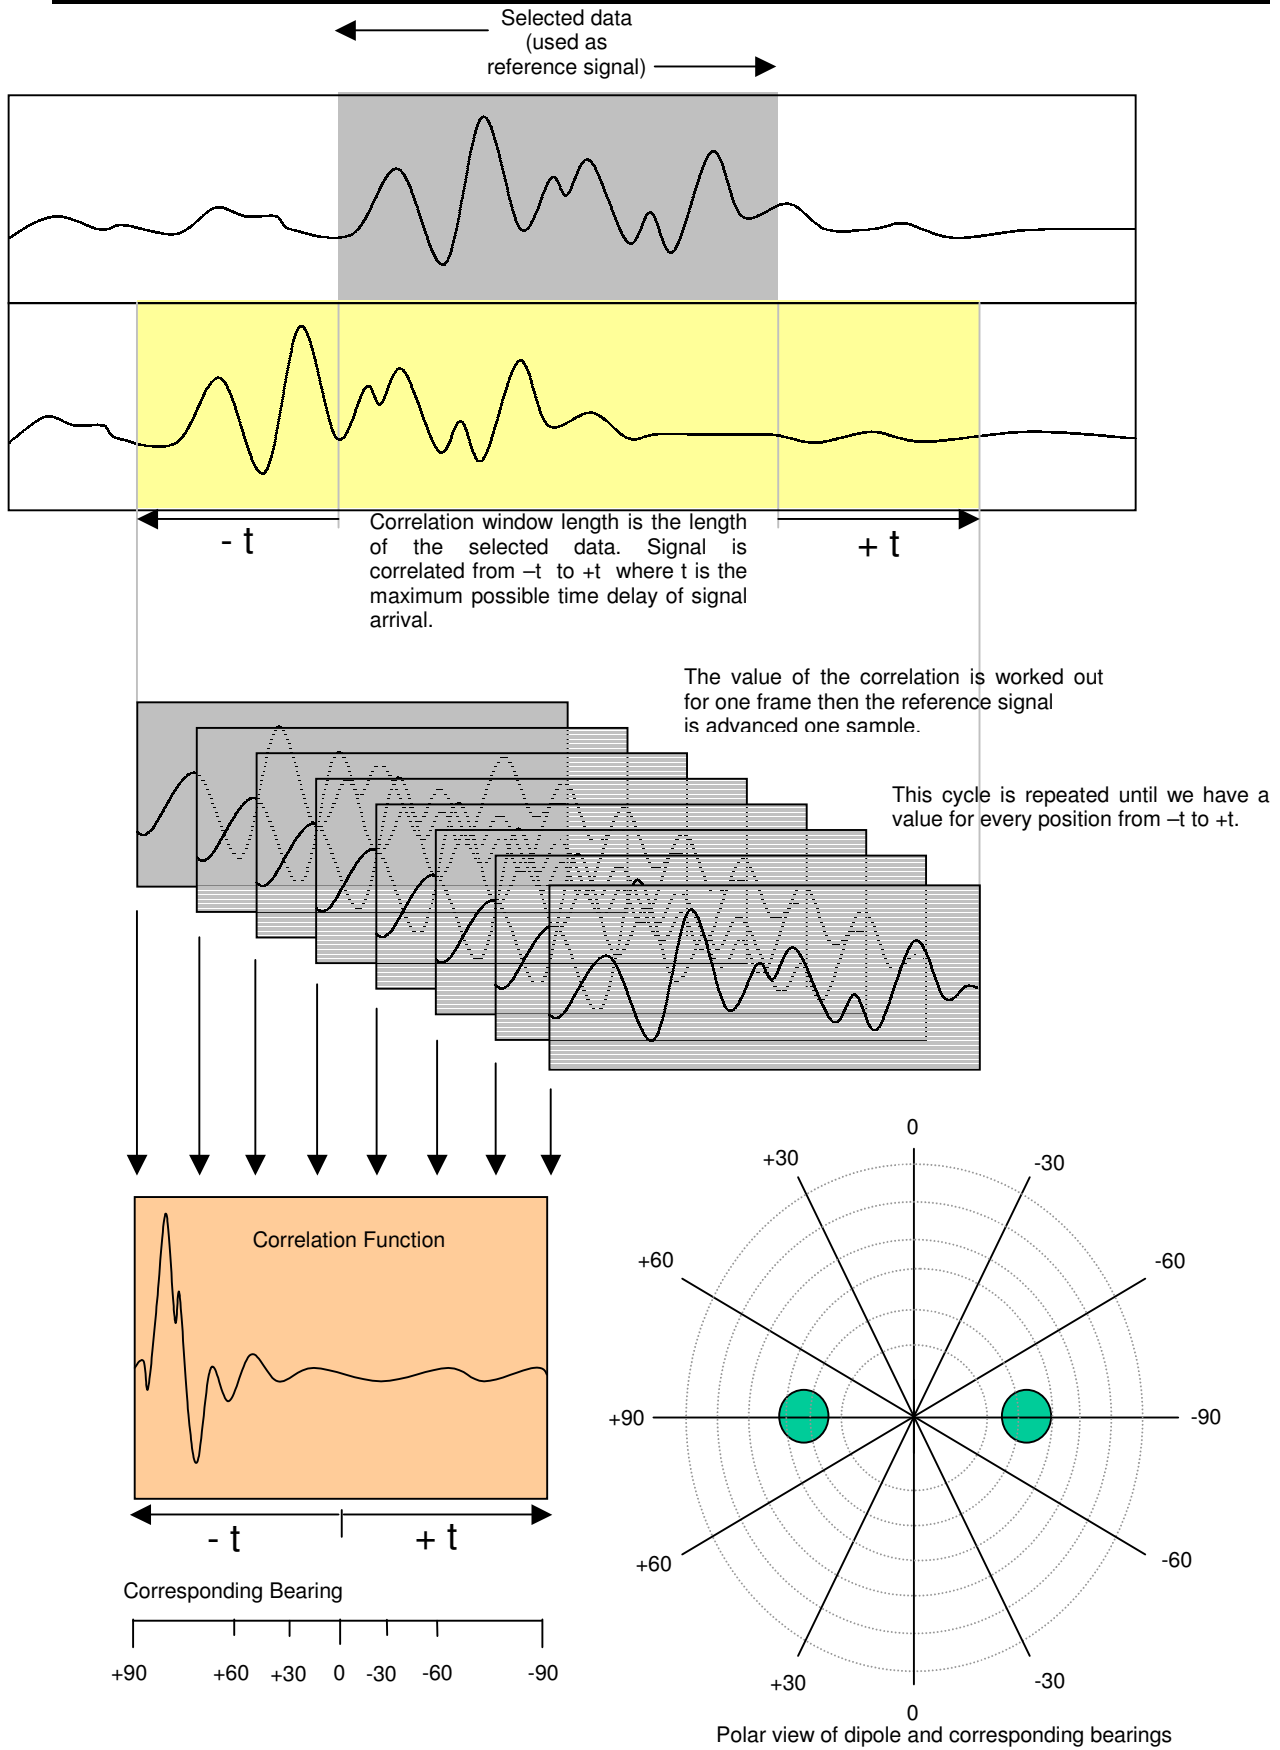 Selected data
(used as
reference signal)
- t
+ t
Correlation window length is the length
of the selected data. Signal is
correlated from –t to +t where t is the
maximum possible time delay of signal
arrival.
The value of the correlation is worked out
for one frame then the reference signal
is advanced one sample.
This cycle is repeated until we have a
value for every position from –t to +t.
Correlation Function
- t
+ t
Corresponding Bearing
+90 +60 +30 0 -30 -60 -90
0
+30
-30
+60
-60
+90
-90
+60
-60
+30
-30
0
Polar view of dipole and corresponding bearings